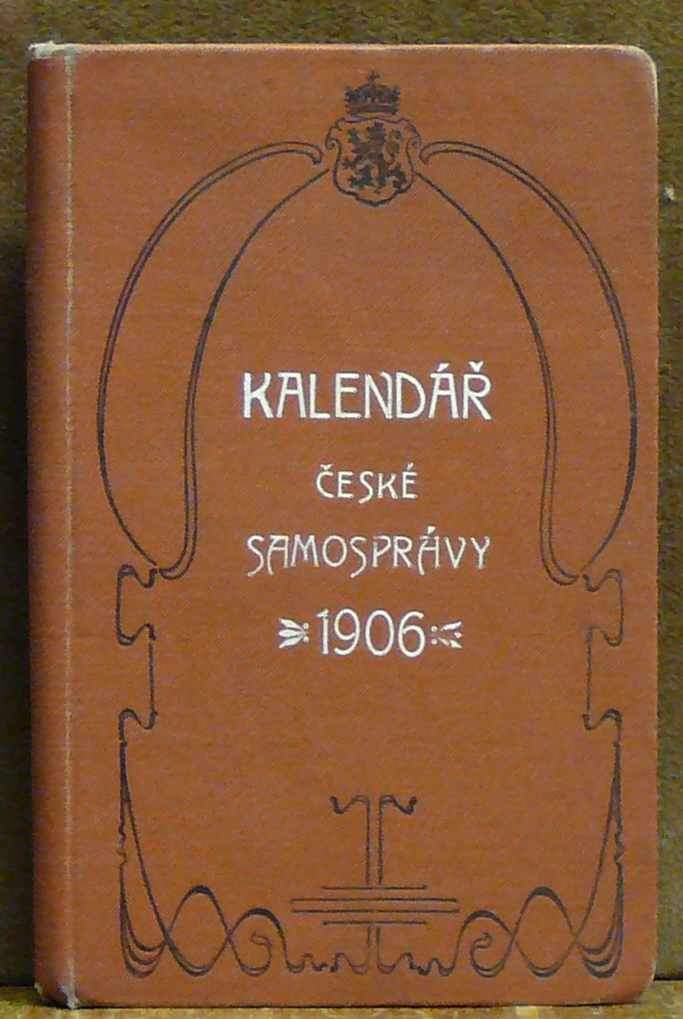 KALENDÁŘ
ČESKÉ
SAMOSPRÁVY
1906